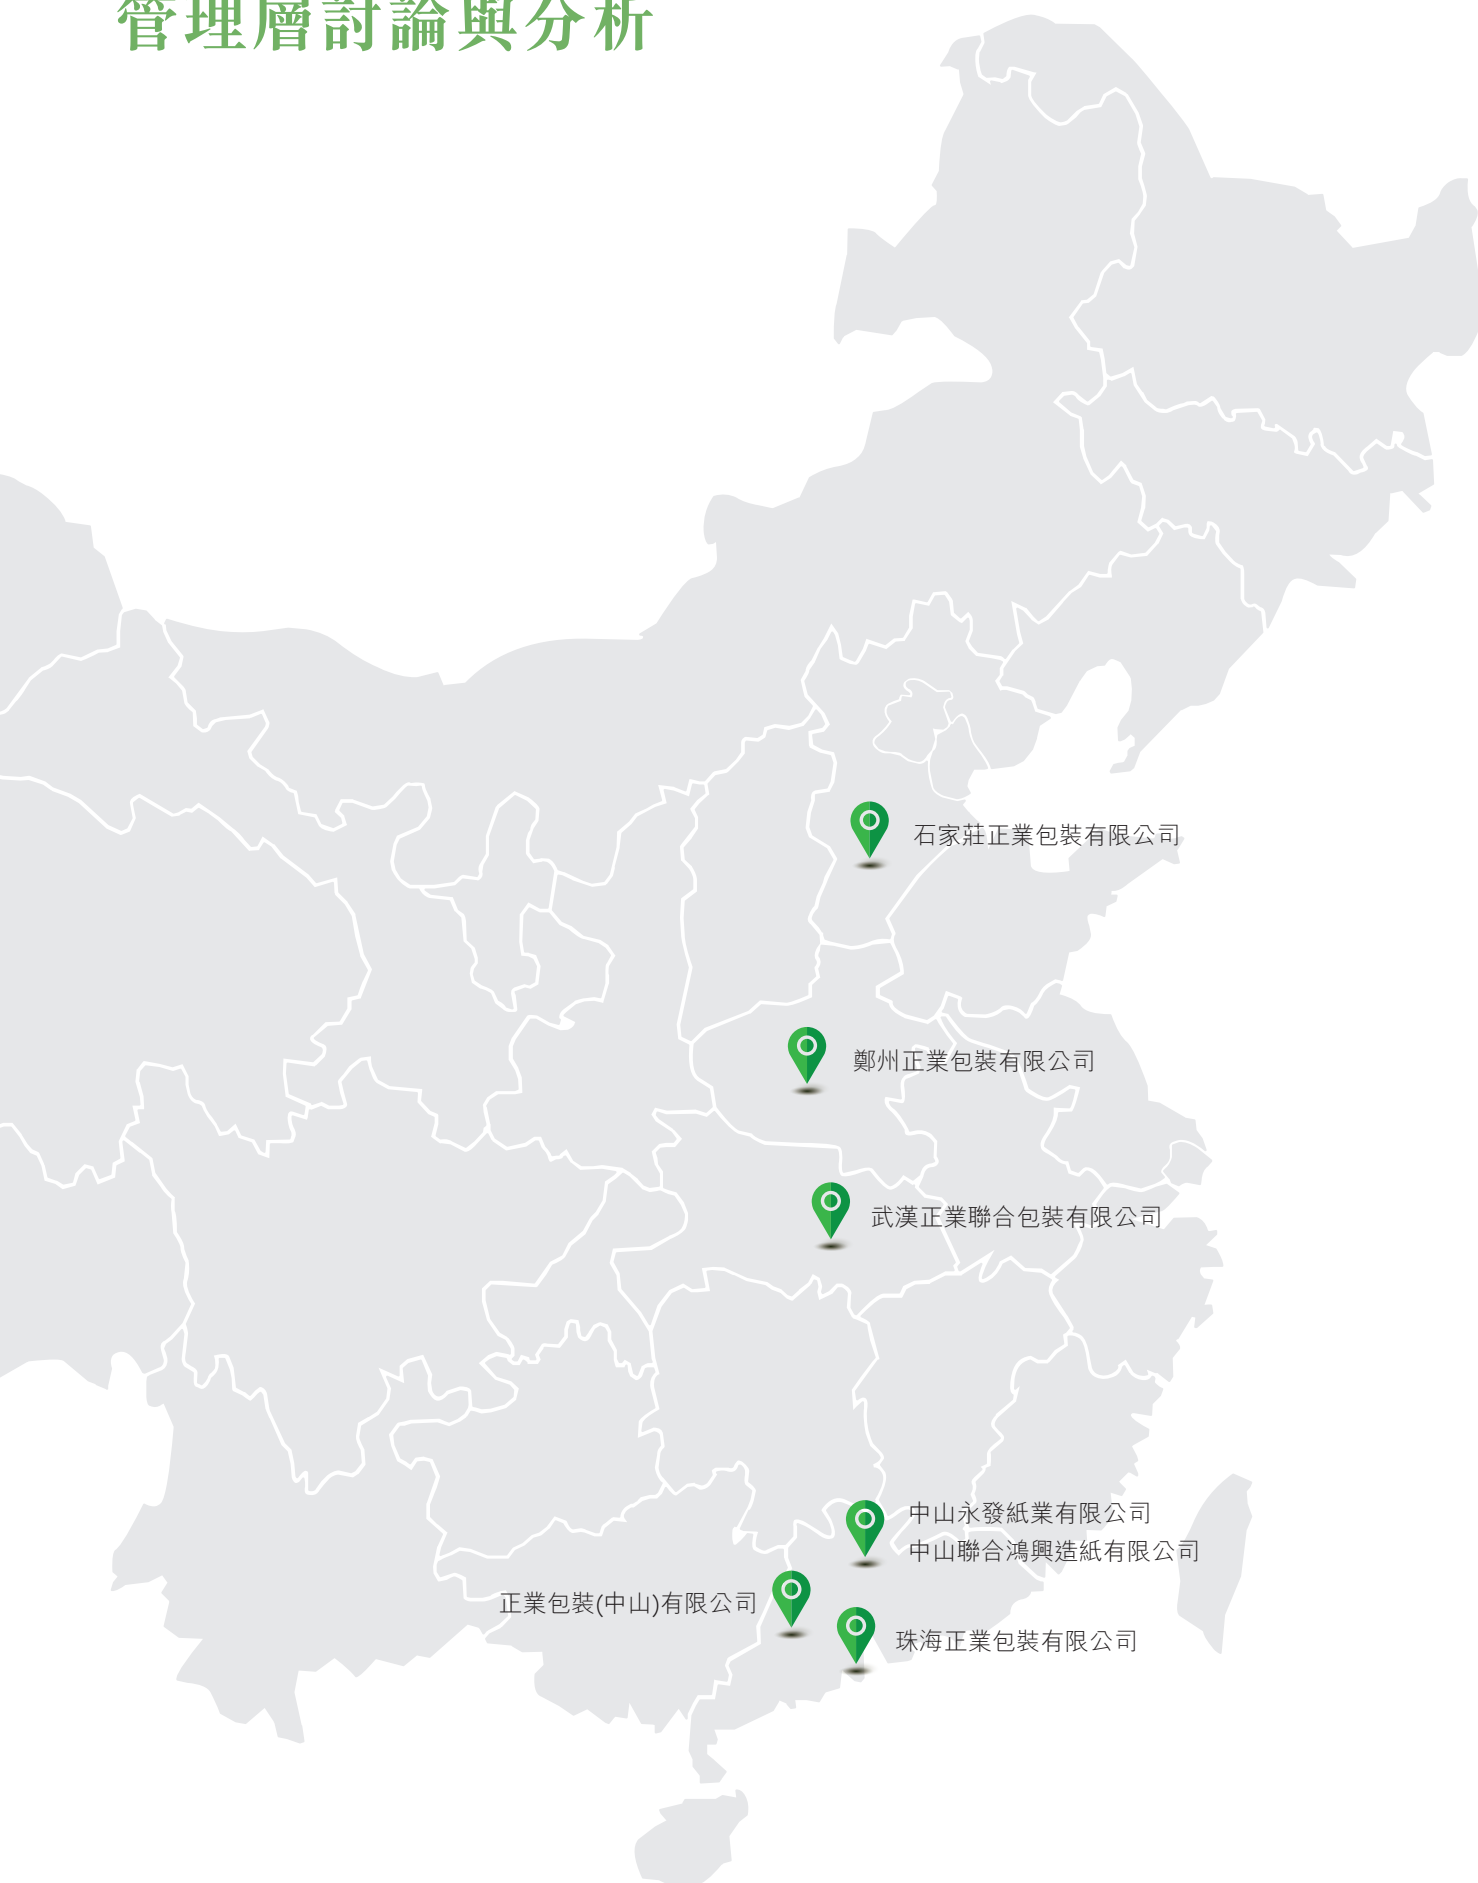 管理層討論與分析
石家莊正業包裝有限公司
鄭州正業包裝有限公司
武漢正業聯合包裝有限公司
中山永發紙業有限公司
中山聯合鴻興造紙有限公司
正業包裝(中山)有限公司
珠海正業包裝有限公司